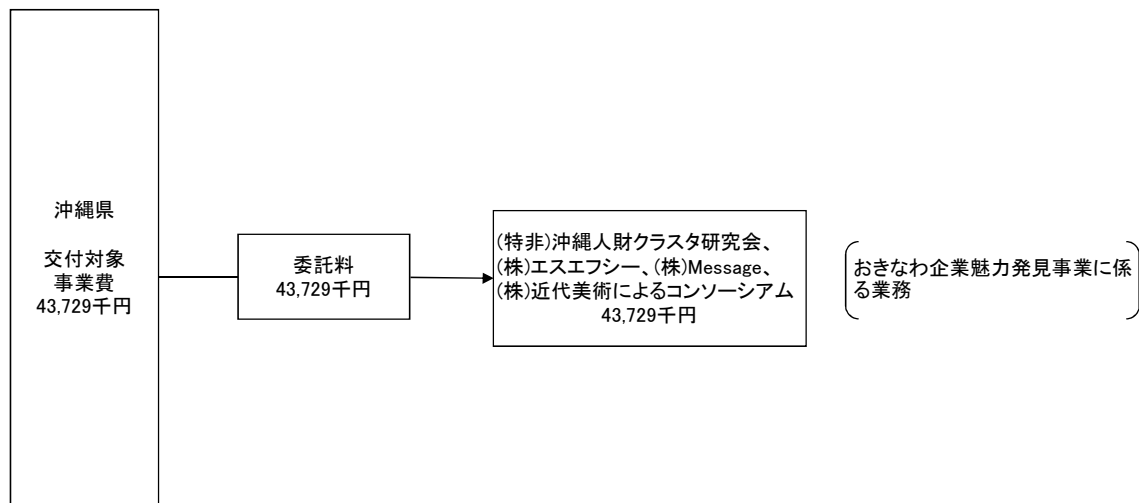 沖縄県
交付対象
事業費
43,729千円
委託料
43,729千円
(特非)沖縄人財クラスタ研究会、
(株)エスエフシー、(株)Message、
(株)近代美術によるコンソーシアム
43,729千円
おきなわ企業魅力発見事業に係
る業務